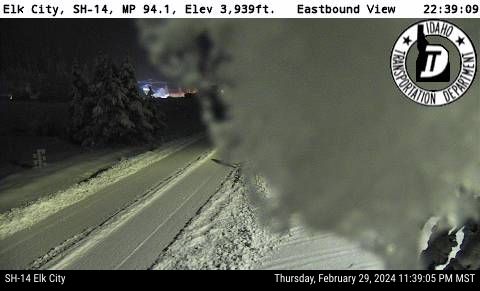 Elk City, SH-14, MP 94.1, Elev 3,939ft. Eastbound View 22:39:09
IDAHO
TRANSPORTATION DEPARTMENT
SH-14 Elk City Thursday, February 29, 2024 11:39:05 PM MST